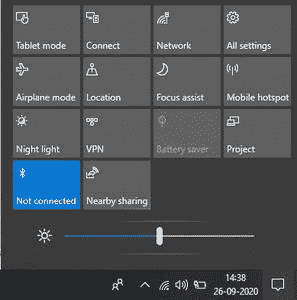 Tablet mode Connect Network All settings
Airplane mode Location Focus assist Mobile hotspot
Night light VPN Battery saver Project
Not connected Nearby sharing
14:38
26-09-2020